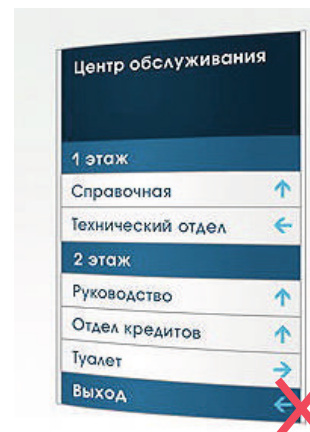 Центр обслуживания
1 этаж
Справочная
Технический отдел
2 этаж
Руководство
Отдел кредитов
Туалет
Выход